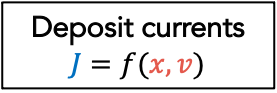 Deposit currents
J = f(x, v)